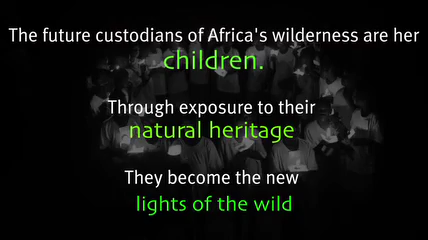 The future custodians of Africa's wilderness are her
children.
Through exposure to their
natural heritage
They become the new
lights of the wild